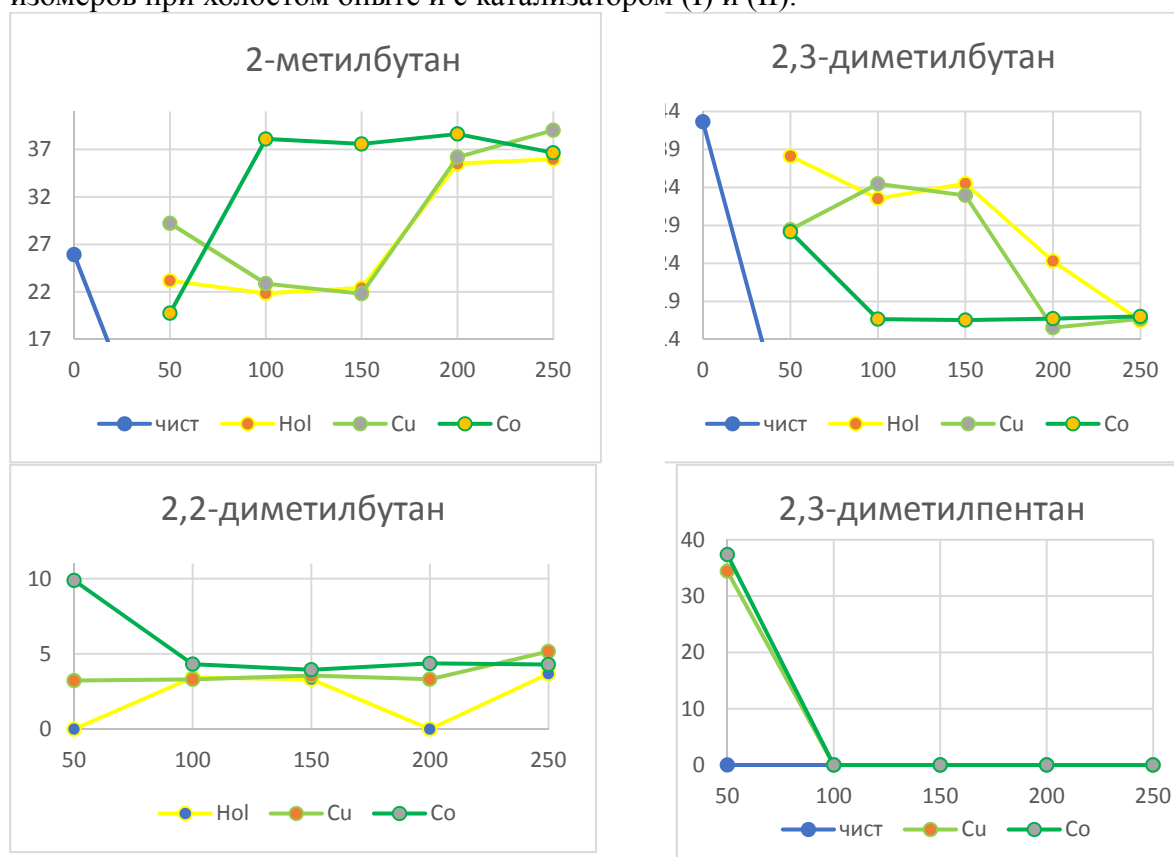 изомеров при холостом опыте и с катализатором (I) и (II).
2-метилбутан
37
32
27
22
17
0 50 100 150 200 250
чист Hol Cu Co
2,3-диметилбутан
0 50 100 150 200 250
чист Hol Cu Co
2,2-диметилбутан
10
5
0
50 100 150 200 250
Hol Cu Co
2,3-диметилпентан
40
30
20
10
0
50 100 150 200 250
чист Cu Co